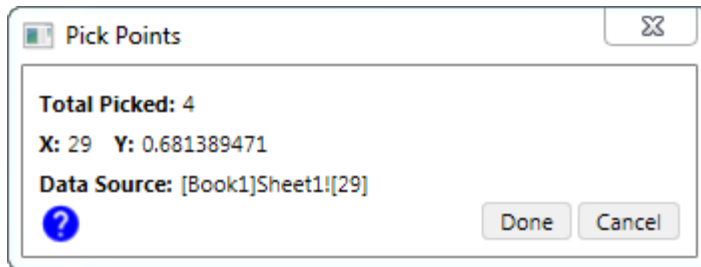 Pick Points
Total Picked: 4
X: 29 Y: 0.681389471
Data Source: [Book1]Sheet1![29]
?
Done Cancel